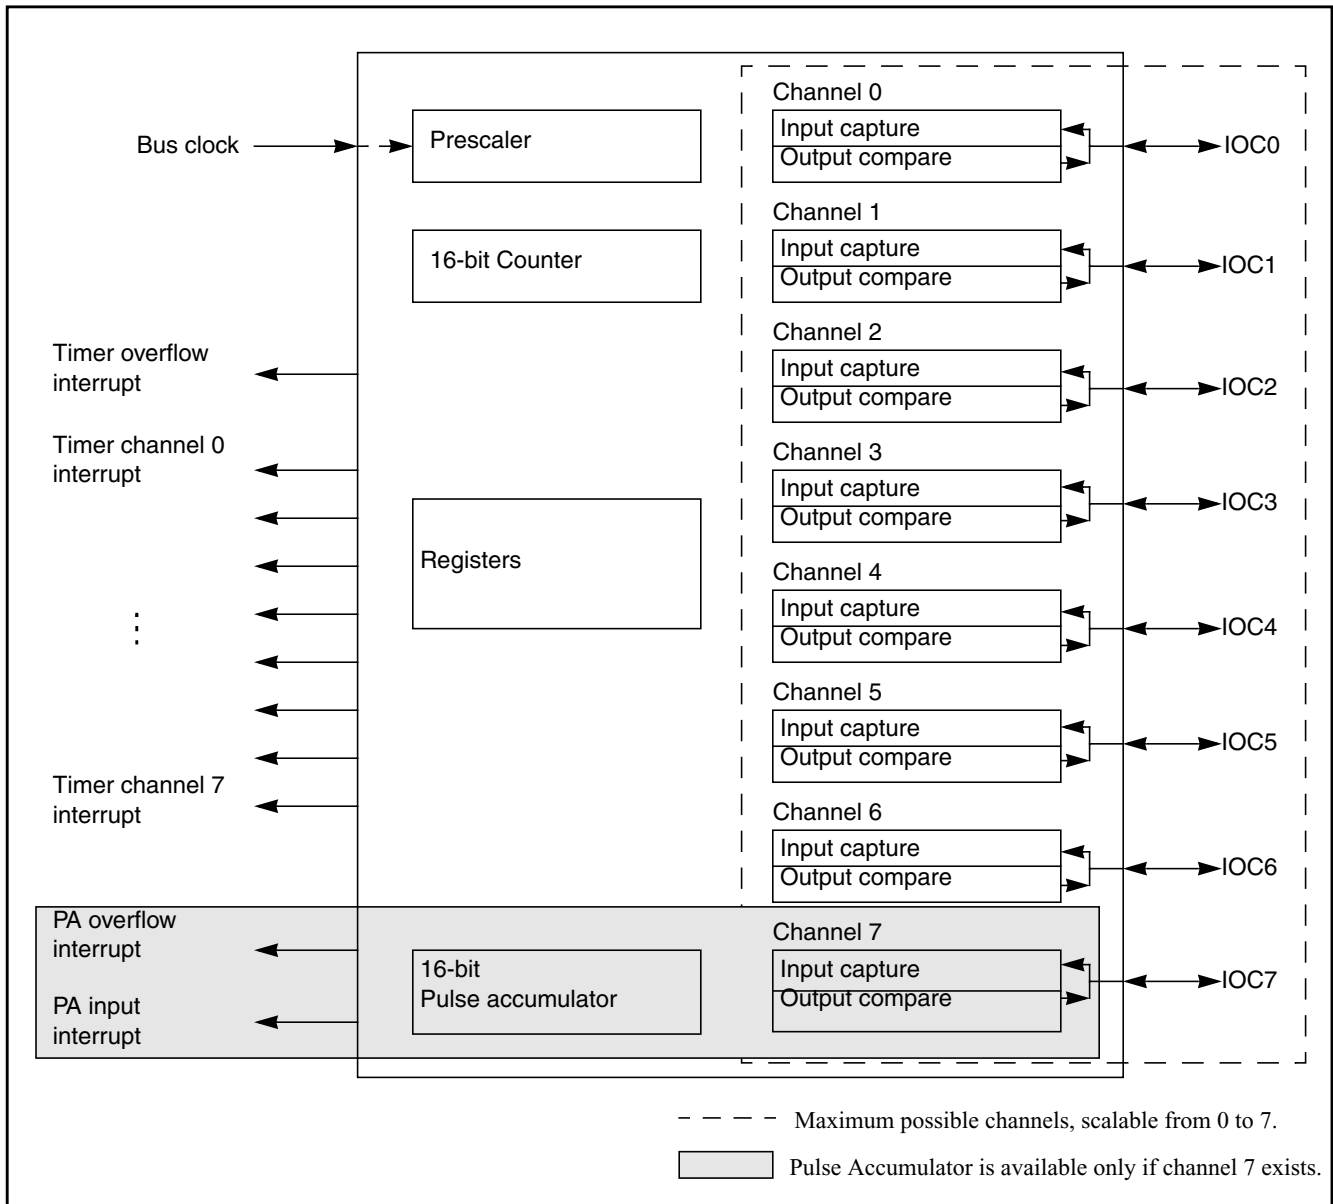 Bus clock
Prescaler
16-bit Counter
Timer overflow
interrupt
Timer channel 0
interrupt
Registers
Timer channel 7
interrupt
PA overflow
interrupt
PA input
interrupt
16-bit
Pulse accumulator
Channel 0
Input capture
Output compare
IOC0
Channel 1
Input capture
Output compare
IOC1
Channel 2
Input capture
Output compare
IOC2
Channel 3
Input capture
Output compare
IOC3
Channel 4
Input capture
Output compare
IOC4
Channel 5
Input capture
Output compare
IOC5
Channel 6
Input capture
Output compare
IOC6
Channel 7
Input capture
Output compare
IOC7
Maximum possible channels, scalable from 0 to 7.
Pulse Accumulator is available only if channel 7 exists.